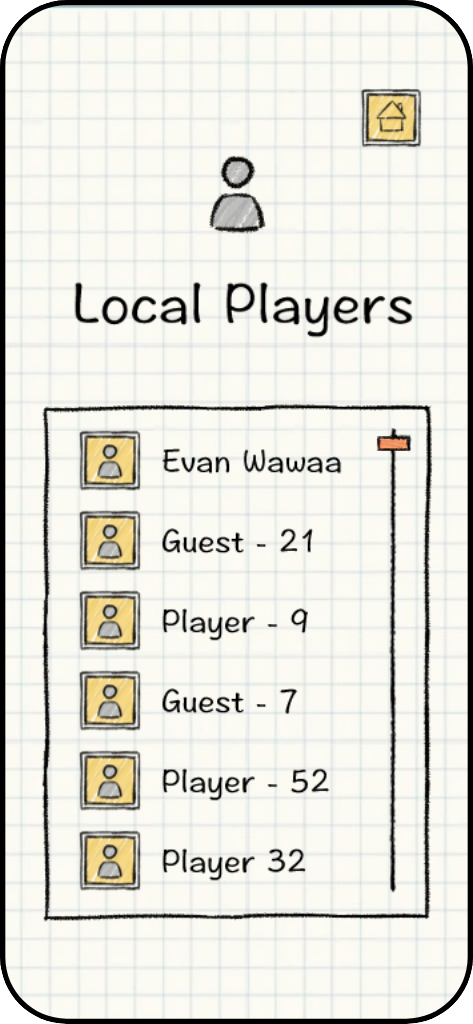 Local Players
Evan Wawaa
Guest - 21
Player - 9
Guest - 7
Player - 52
Player 32